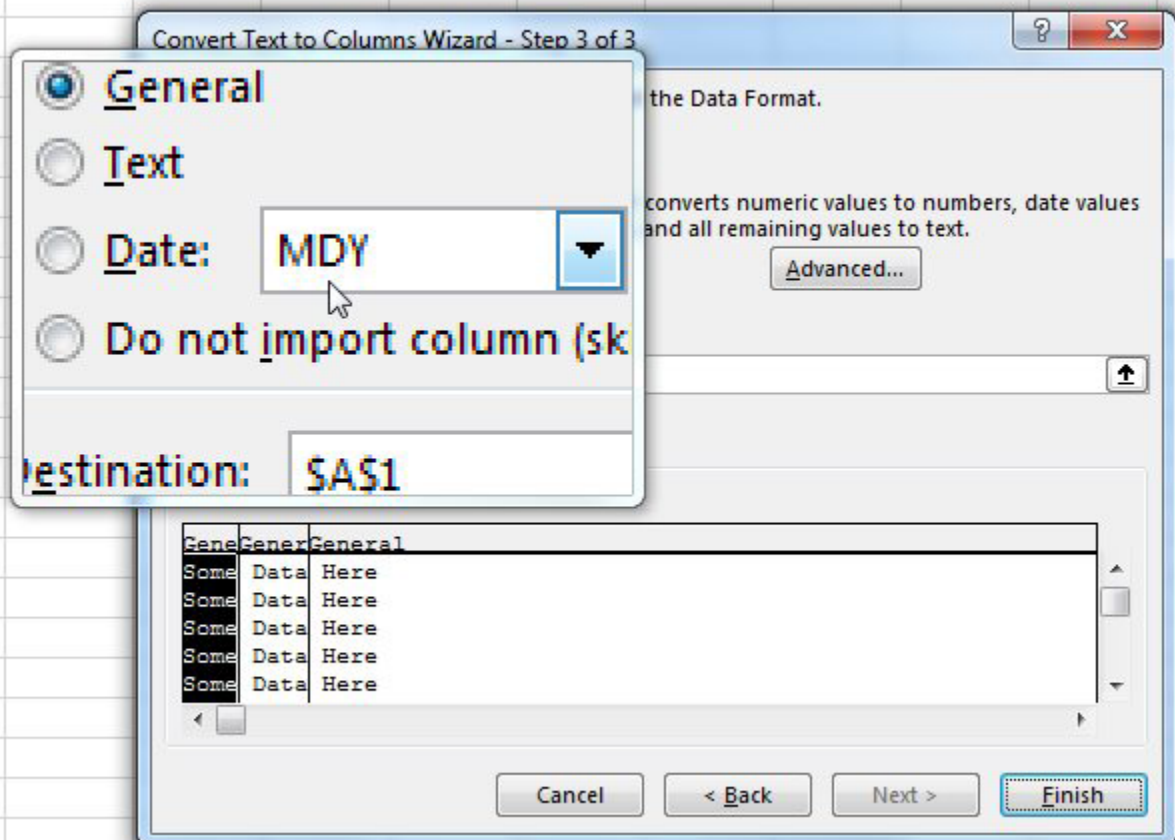 Convert Text to Columns Wizard - Step 3 of 3
General
the Data Format.
Text
converts numeric values to numbers, date values
and all remaining values to text.
Date: MDY
Advanced...
Do not import column (sk
Destination: $A$1
Gene Gener General
Some Data Here
Some Data Here
Some Data Here
Some Data Here
Some Data Here
Cancel < Back Next > Finish